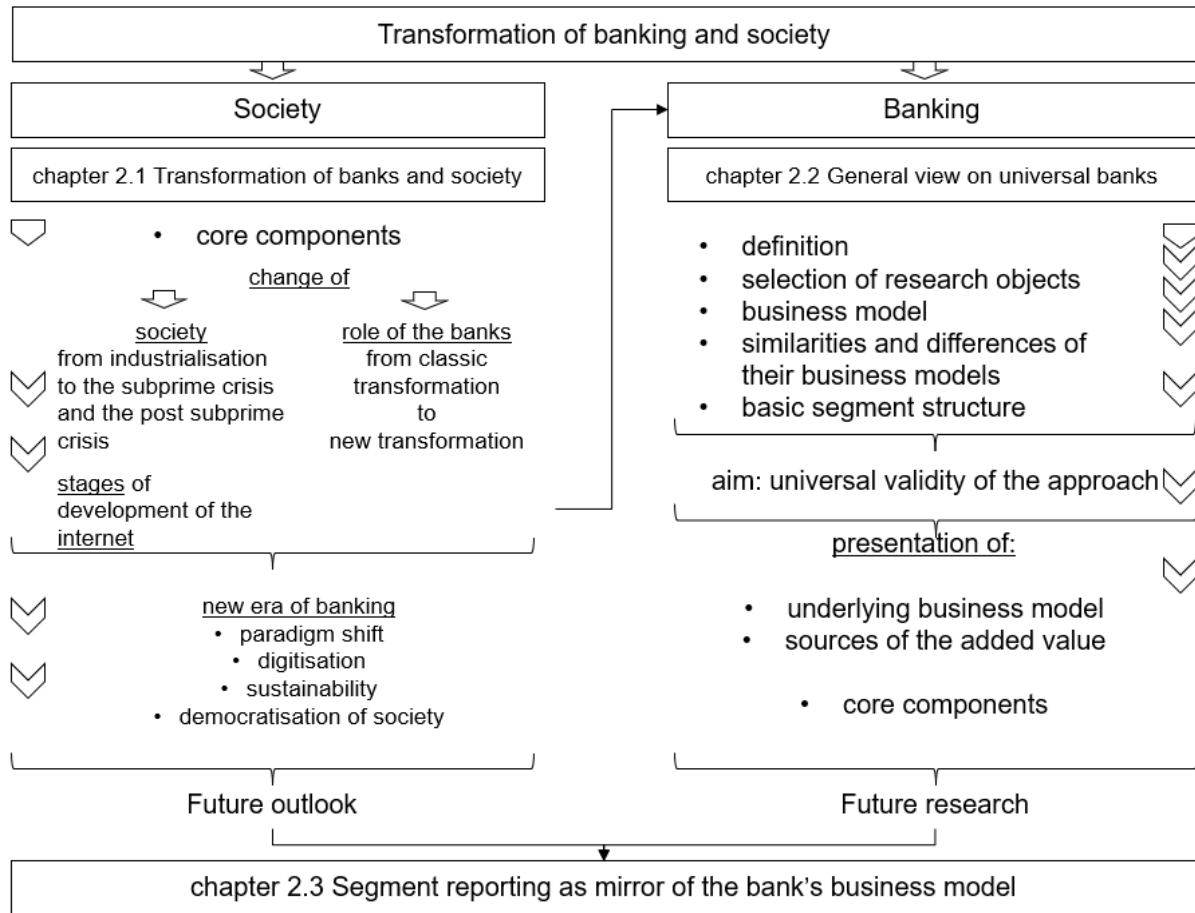 Transformation of banking and society
Society
chapter 2.1 Transformation of banks and society
• core components
change of
society
from industrialisation
to the subprime crisis
and the post subprime
crisis
role of the banks
from classic
transformation
to
new transformation
stages of
development of the
internet
new era of banking
• paradigm shift
• digitisation
• sustainability
• democratisation of society
Future outlook
Banking
chapter 2.2 General view on universal banks
• definition
• selection of research objects
• business model
• similarities and differences of
their business models
• basic segment structure
aim: universal validity of the approach
presentation of:
• underlying business model
• sources of the added value
• core components
Future research
chapter 2.3 Segment reporting as mirror of the bank's business model